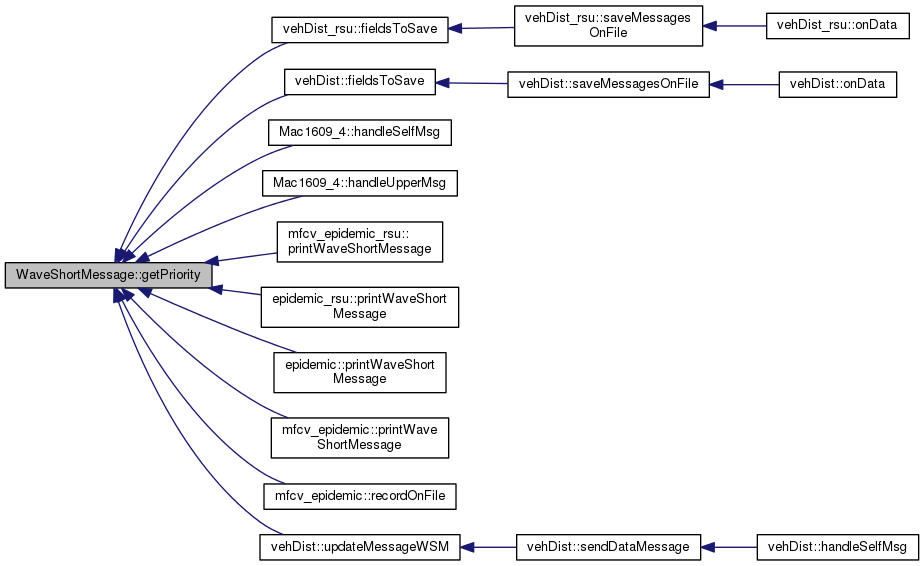 vehDist_rsu::fieldsToSave
vehDist_rsu::saveMessages
OnFile
vehDist_rsu::onData
vehDist::fieldsToSave
vehDist::saveMessagesOnFile
vehDist::onData
Mac1609_4::handleSelfMsg
Mac1609_4::handleUpperMsg
mfcv_epidemic_rsu::
printWaveShortMessage
WaveShortMessage::getPriority
epidemic_rsu::printWaveShort
Message
epidemic::printWaveShort
Message
mfcv_epidemic::printWave
ShortMessage
mfcv_epidemic::recordOnFile
vehDist::updateMessageWSM
vehDist::sendDataMessage
vehDist::handleSelfMsg